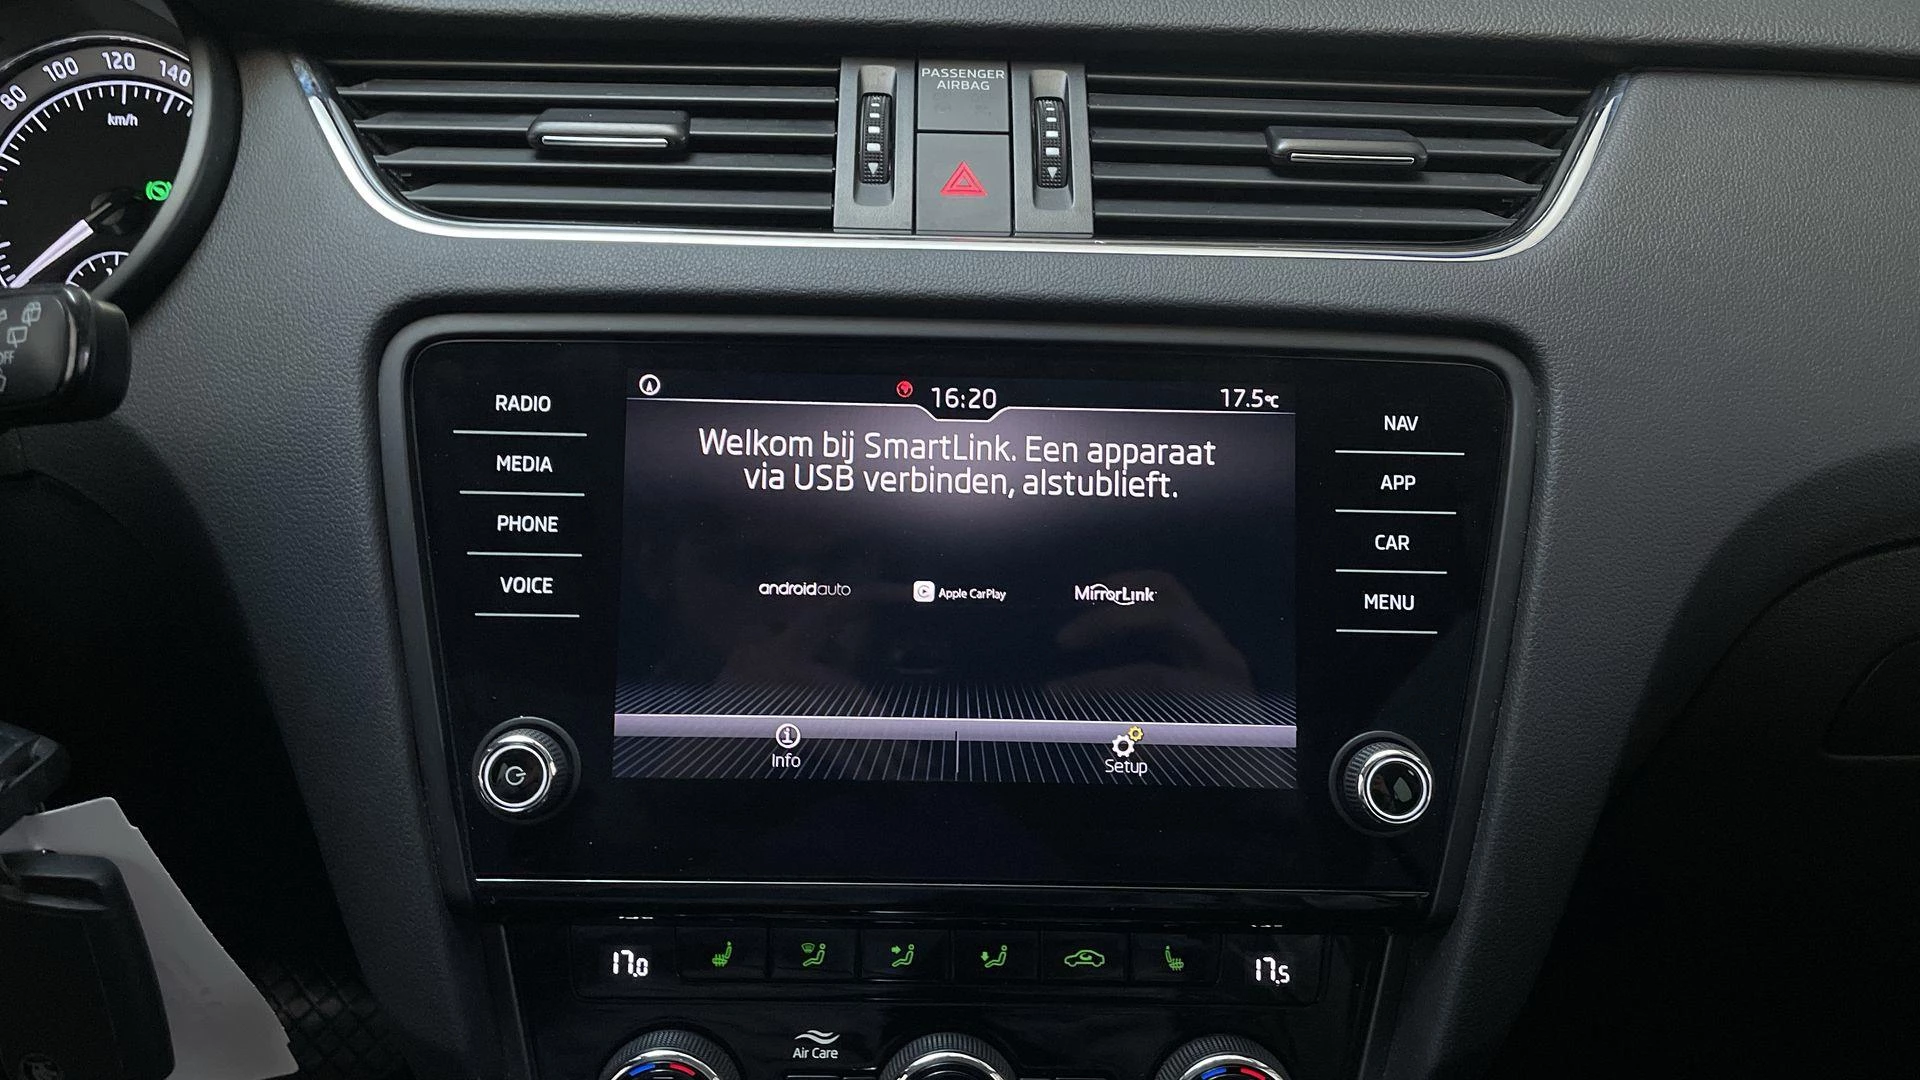 80
100
120
140
km/h
OFF
PASSENGER
AIRBAG
RADIO
MEDIA
PHONE
VOICE
16:20
17.5°C
Welkom bij SmartLink. Een apparaat
via USB verbinden, alstublieft.
androidauto
Apple CarPlay
MirrorLink
Info
Setup
NAV
APP
CAR
MENU
17.0
17.5
Air Care